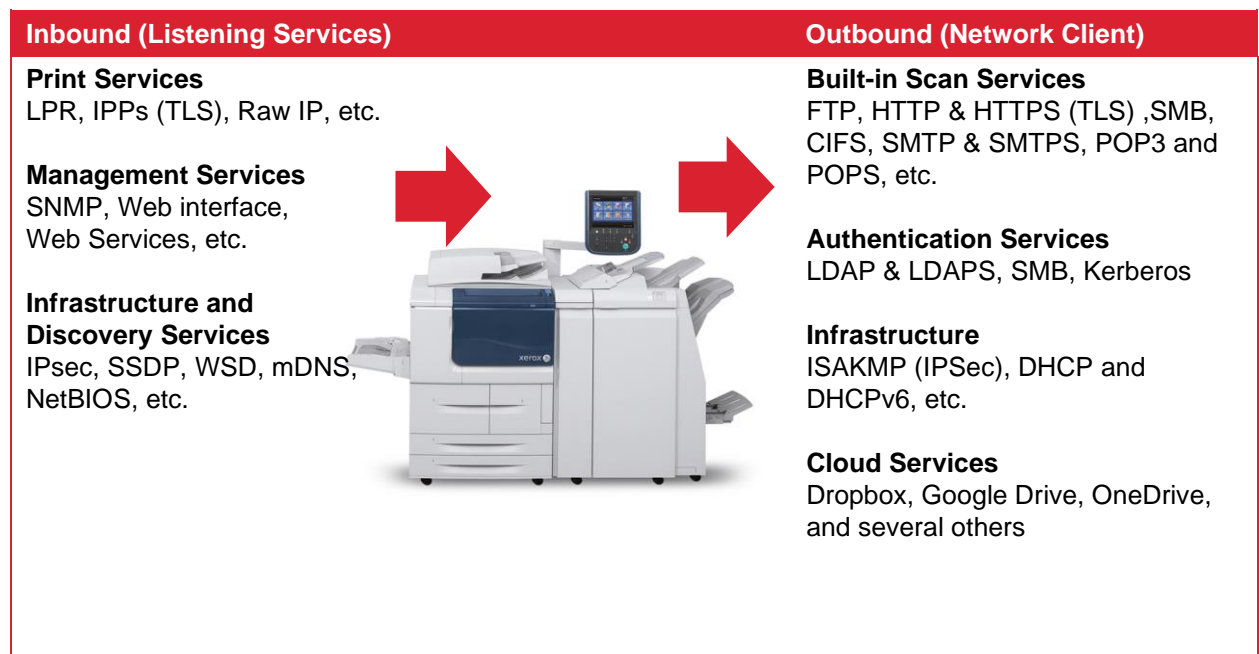 Inbound (Listening Services)
Outbound (Network Client)
Print Services
LPR, IPPs (TLS), Raw IP, etc.
Management Services
SNMP, Web interface,
Web Services, etc.
Infrastructure and
Discovery Services
IPsec, SSDP, WSD, mDNS,
NetBIOS, etc.
xerox
Built-in Scan Services
FTP, HTTP & HTTPS (TLS) ,SMB,
CIFS, SMTP & SMTPS, POP3 and
POPS, etc.
Authentication Services
LDAP & LDAPS, SMB, Kerberos
Infrastructure
ISAKMP (IPSec), DHCP and
DHCPv6, etc.
Cloud Services
Dropbox, Google Drive, OneDrive,
and several others